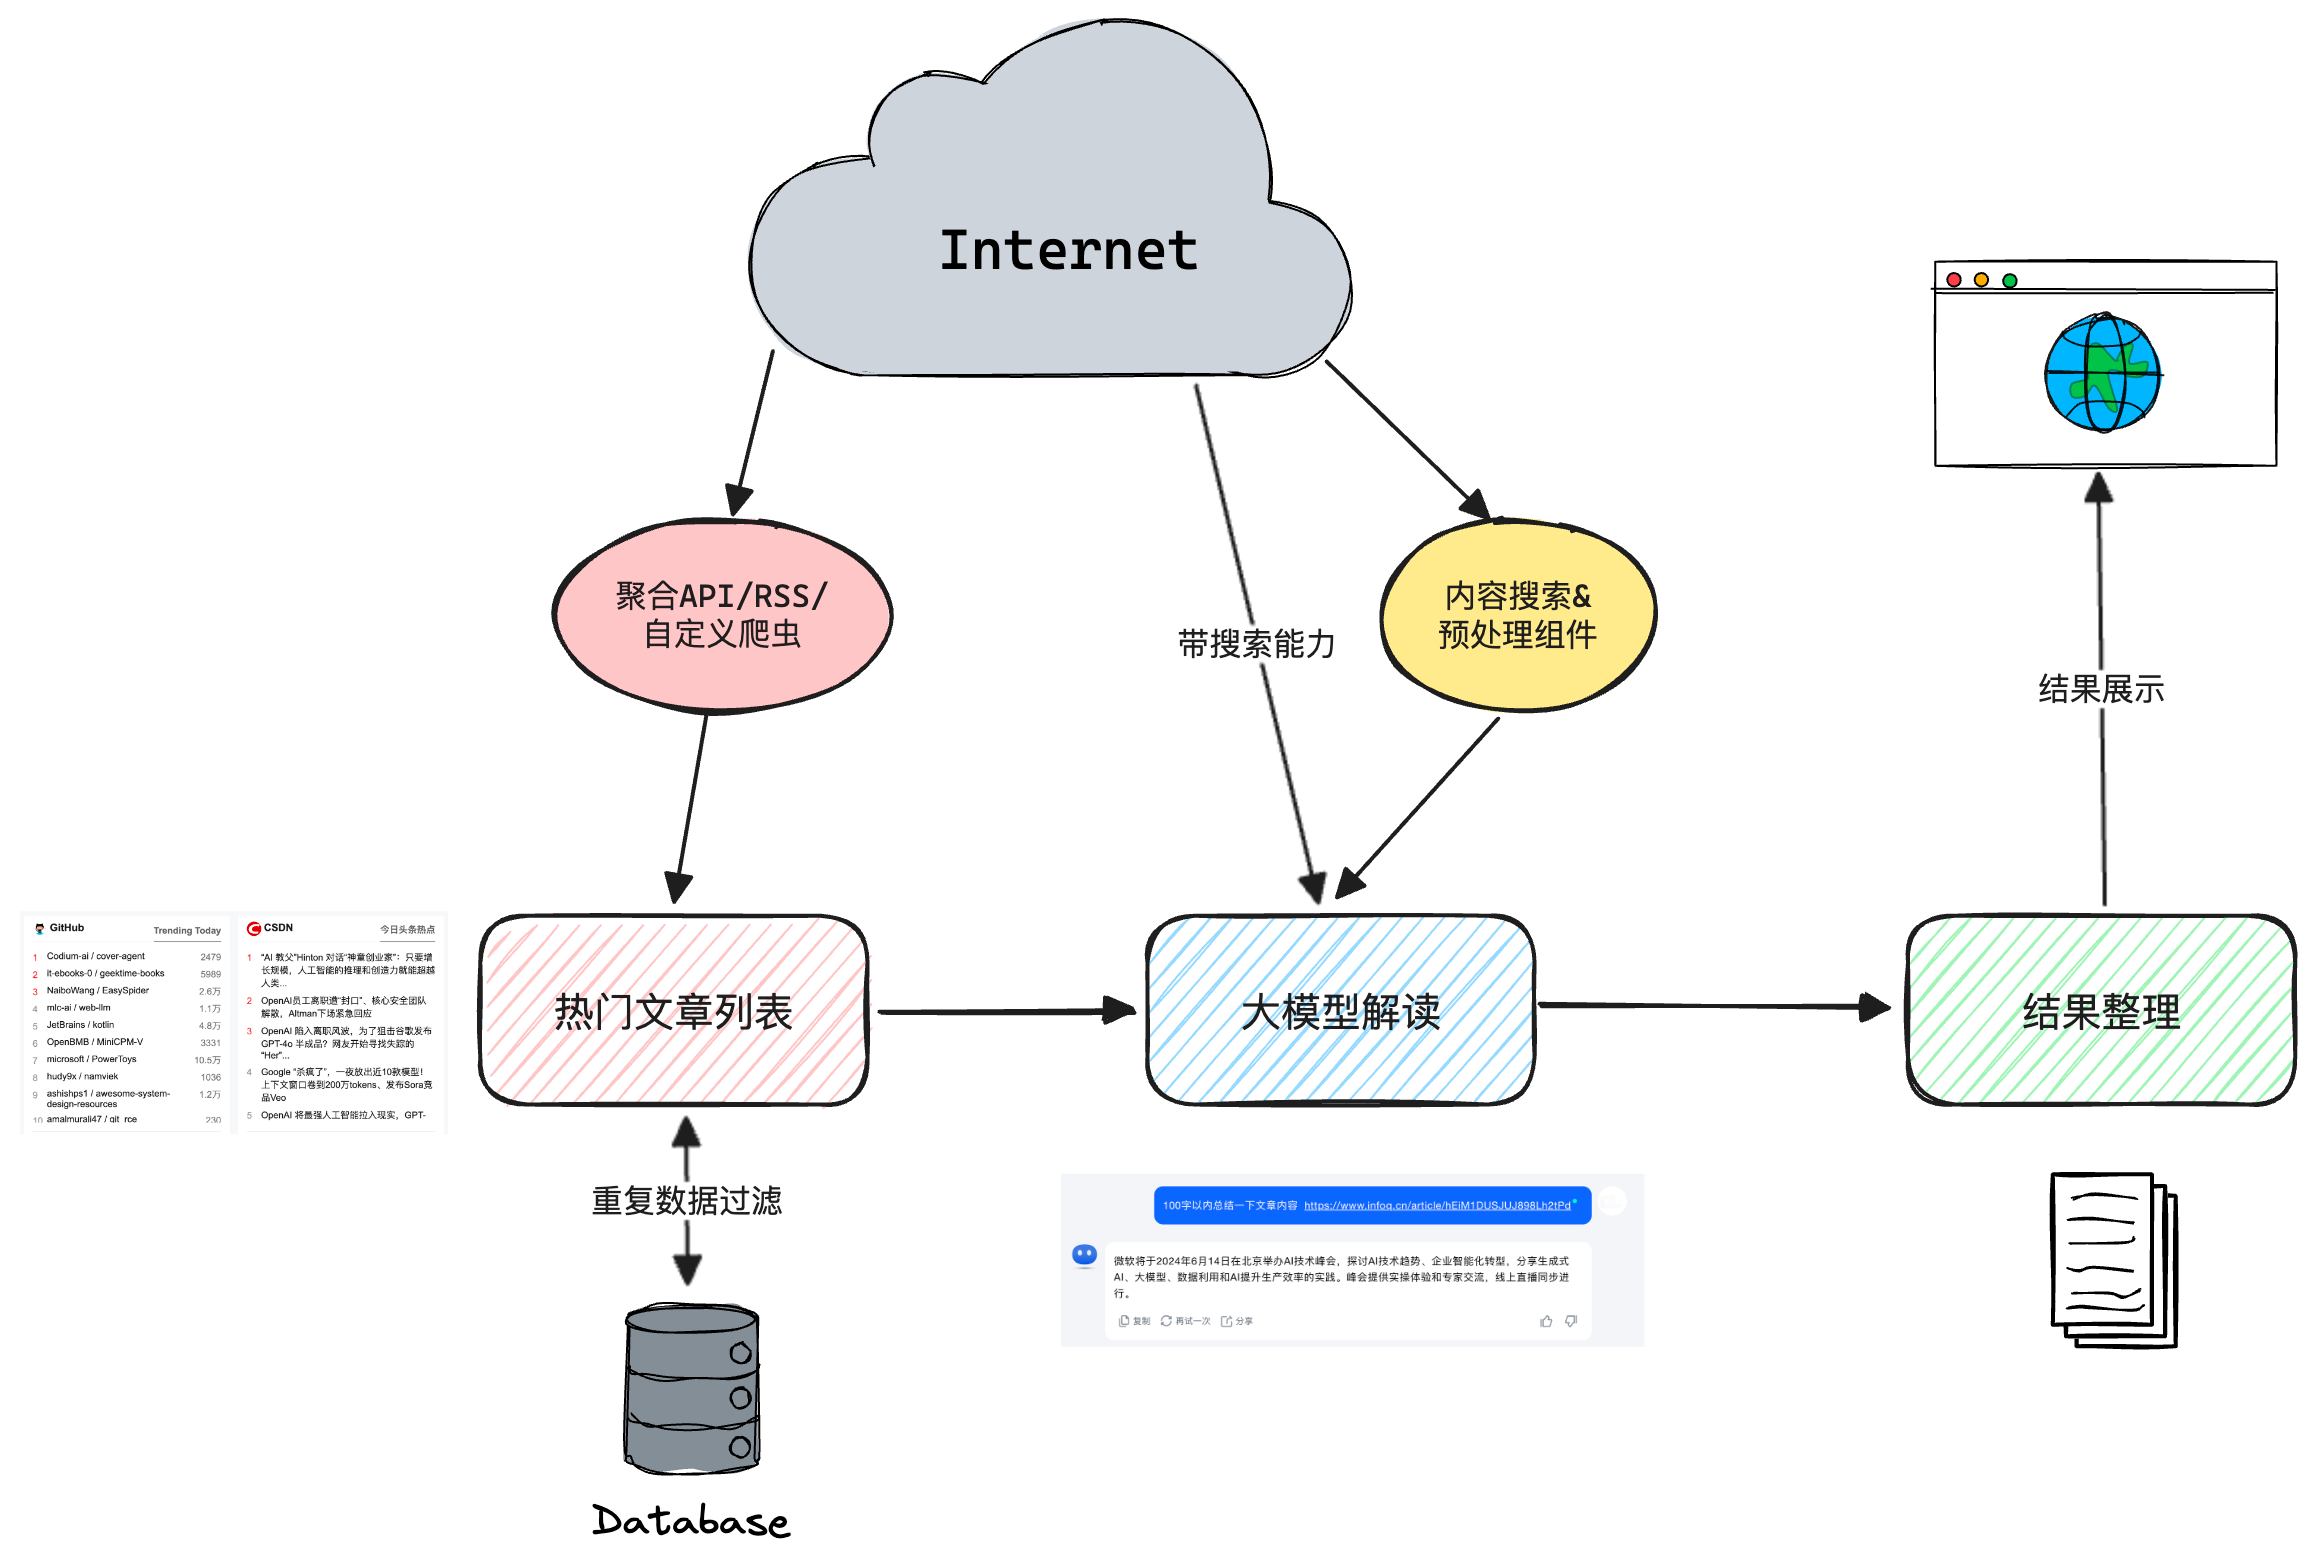 Internet
聚合API/RSS/
自定义爬虫
带搜索能力
内容搜索&
预处理组件
结果展示
GitHub
Trending Today
1 Codium-ai / cover-agent 2479
2 It-ebooks-0 / geektime-books 5989
3 NaiboWang / EasySpider 2.6万
4 mlc-ai / web-llm 1.1万
5 JetBrains / kotlin 4.8万
6 OpenBMB / MiniCPM-V 3331
7 microsoft / PowerToys 10.5万
8 hudy9x / namviek 1036
9 ashishps1 / awesome-system- 1.2万
design-resources
10 amalmurali47 / git_rce 230
CSDN
今日头条热点
1 “AI 教父”Hinton 对话“神童创业家”：只要增
长规模，人工智能的推理和创造力就能超越
人类...
2 OpenAI员工离职遭“封口”、核心安全团队
解散，Altman下场紧急回应
3 OpenAI 陷入离职风波，为了狙击谷歌发布
GPT-4o 半成品？网友开始寻找失踪的
“Her”...
4 Google “杀疯了”，一夜放出近10款模型！
上下文窗口卷到200万tokens、发布Sora竞
品Veo
5 OpenAI 将最强人工智能拉入现实，GPT-
热门文章列表
大模型解读
结果整理
重复数据过滤
100字以内总结一下文章内容 https://www.infoq.cn/article/hEiM1DUSJUJ898Lh2tPd
微软将于2024年6月14日在北京举办AI技术峰会，探讨AI技术趋势、企业智能化转型，分享生成式
AI、大模型、数据利用和AI提升生产效率的实践。峰会提供实操体验和专家交流，线上直播同步进
行。
复制 再试一次 分享
Database